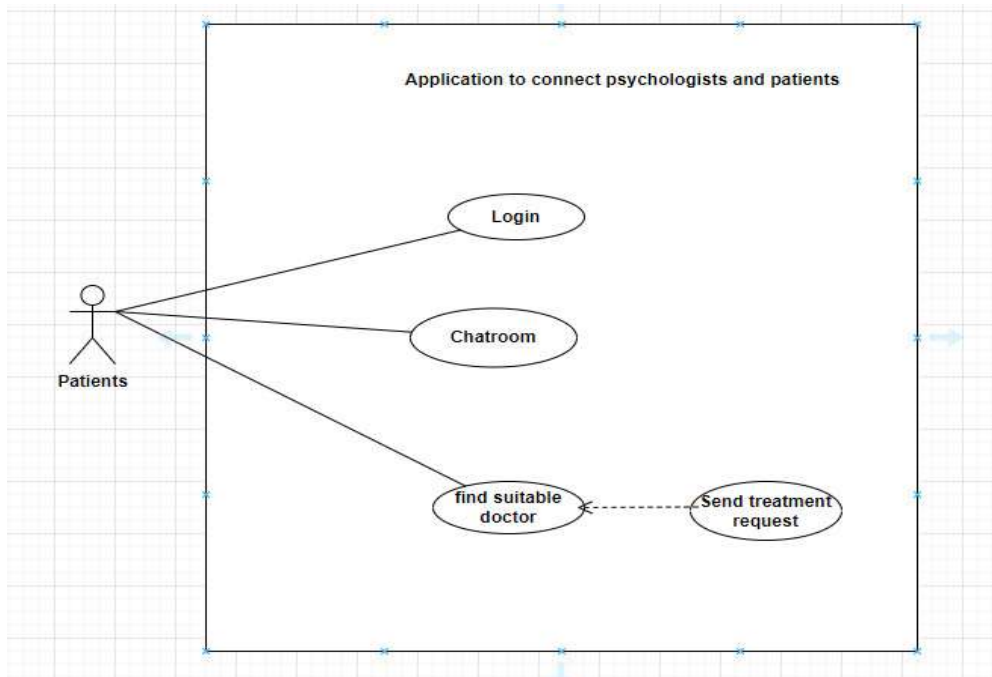 Application to connect psychologists and patients
Login
Chatroom
Patients
find suitable
doctor
Send treatment
request